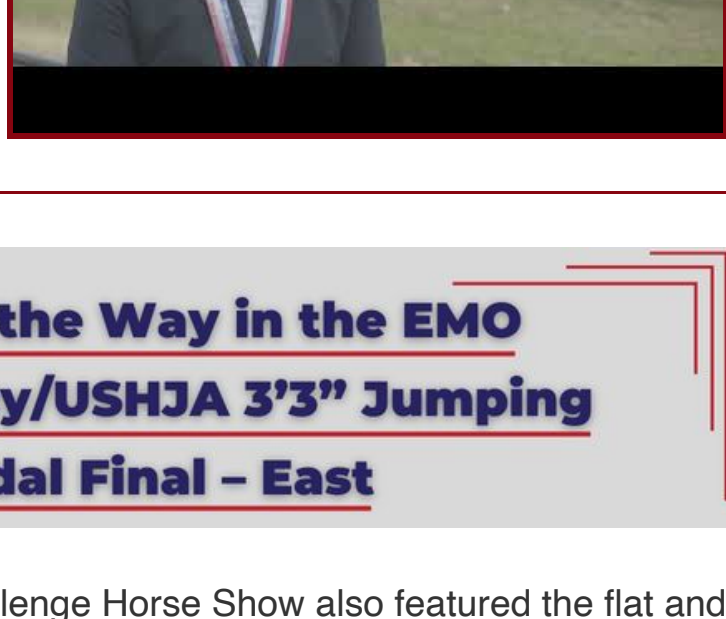 the Way in the EMO
y/USHJA 3’3” Jumping
dal Final – East
lenge Horse Show also featured the flat and